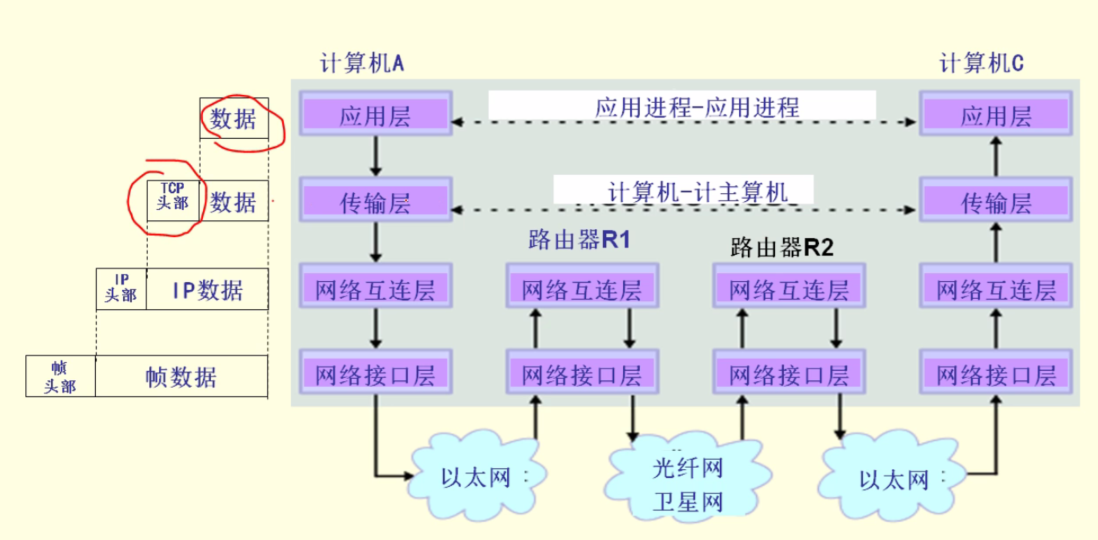 计算机A
计算机C
数据
应用层
应用进程-应用进程
应用层
TCP
头部
数据
传输层
计算机-计主算机
传输层
路由器R1
路由器R2
IP
头部
IP数据
网络互连层
网络互连层
网络互连层
网络互连层
帧
头部
帧数据
网络接口层
网络接口层
网络接口层
网络接口层
以太网
光纤网
卫星网
以太网